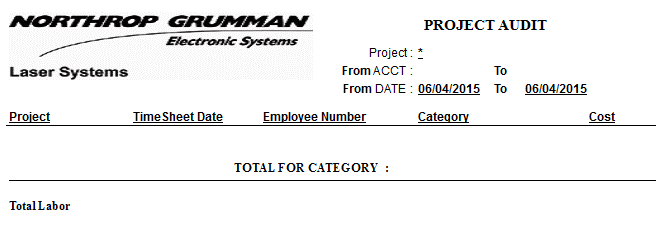 NORTHROP GRUMMAN
Electronic Systems
Laser Systems
PROJECT AUDIT
Project : *
From ACCT : To
From DATE : 06/04/2015 To 06/04/2015
Project TimeSheet Date Employee Number Category Cost
TOTAL FOR CATEGORY :
Total Labor